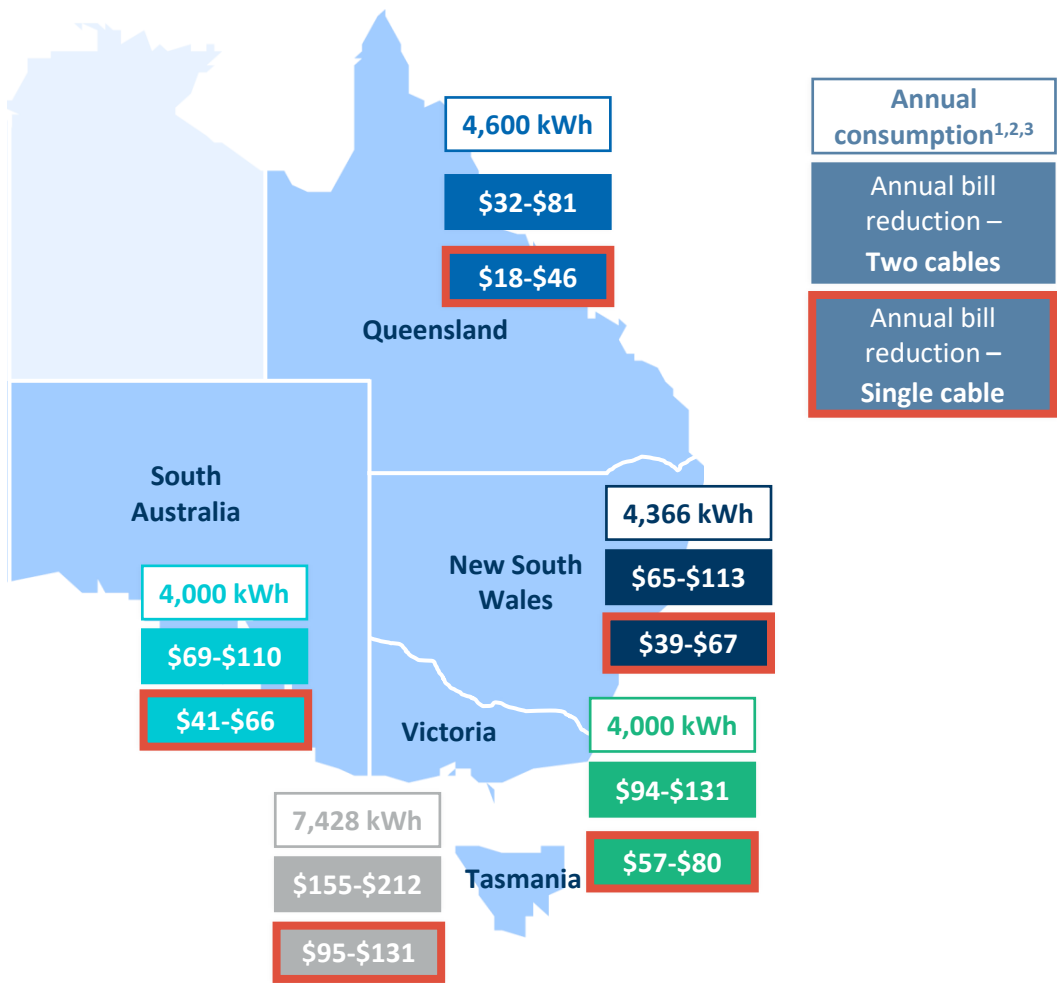 4,600 kWh
$32-$81
$18-$46
Queensland
Annual
consumption1,2,3
Annual bill
reduction –
Two cables
Annual bill
reduction –
Single cable
South
Australia
4,000 kWh
$69-$110
$41-$66
New South
Wales
4,366 kWh
$65-$113
$39-$67
Victoria
4,000 kWh
$94-$131
$57-$80
7,428 kWh
$155-$212
$95-$131
Tasmania